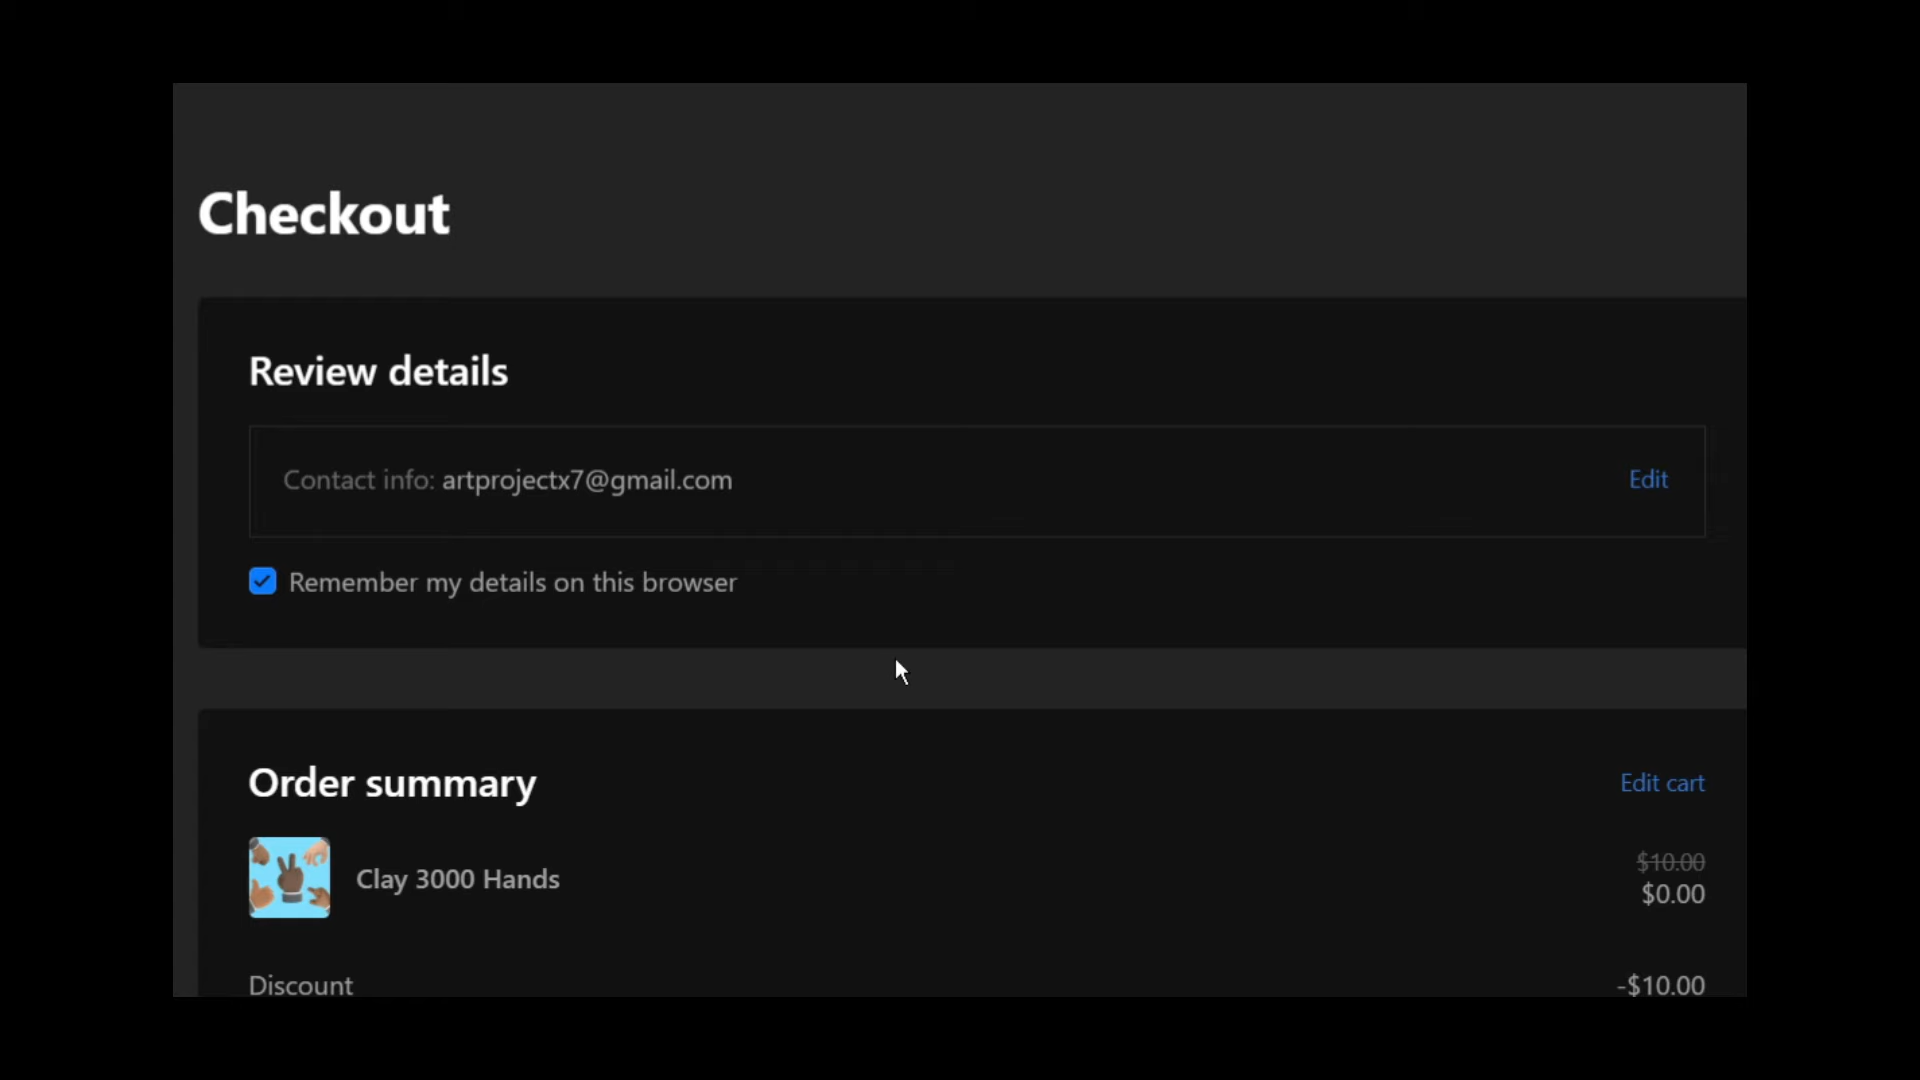 Checkout
Review details
Contact info: artprojectx7@gmail.com
Edit
Remember my details on this browser
Order summary
Edit cart
Clay 3000 Hands
$10.00
$0.00
Discount
-$10.00